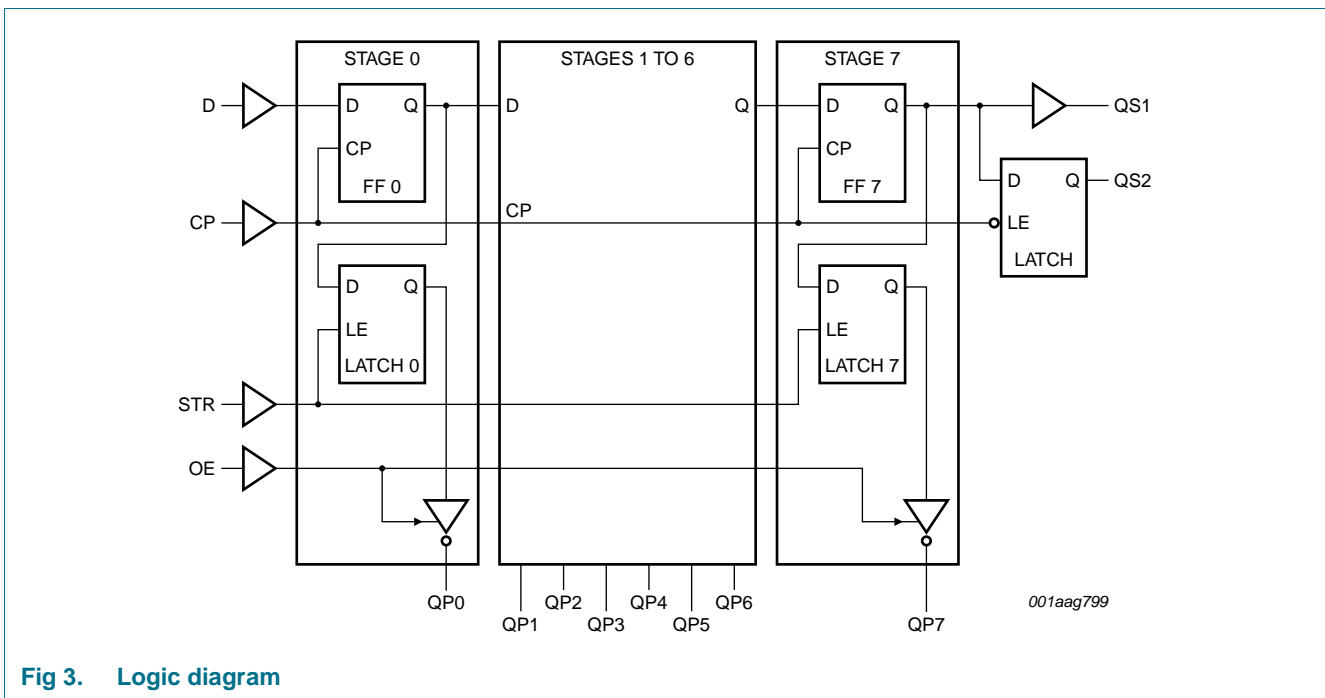 STAGE 0
STAGES 1 TO 6
STAGE 7
D
D Q
D
Q
D Q
QS1
CP
CP
D Q
QS2
FF 0
FF 7
CP
CP
LE
LATCH
D Q
D Q
LE
LE
LATCH 0
LATCH 7
STR
OE
QP0
QP2
QP4
QP6
001aag799
QP1
QP3
QP5
QP7
Fig 3. Logic diagram